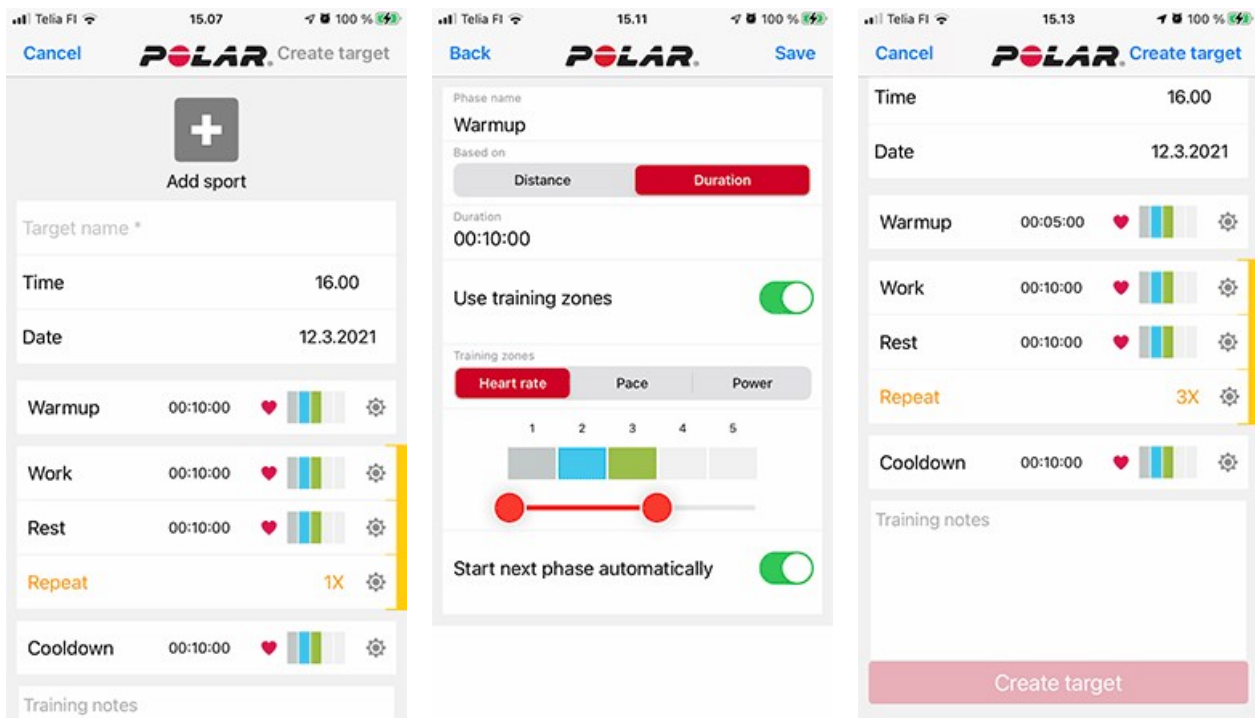 Telia FI 15.07 100 %
Cancel POLAR. Create target
Add sport
Target name *
Time 16.00
Date 12.3.2021
Warmup 00:10:00
Work 00:10:00
Rest 00:10:00
Repeat 1X
Cooldown 00:10:00
Training notes
Telia FI 15.11 100 %
Back POLAR. Save
Phase name
Warmup
Based on
Distance Duration
Duration
00:10:00
Use training zones
Training zones
Heart rate Pace Power
1 2 3 4 5
Start next phase automatically
Telia FI 15.13 100 %
Cancel POLAR. Create target
Time 16.00
Date 12.3.2021
Warmup 00:05:00
Work 00:10:00
Rest 00:10:00
Repeat 3X
Cooldown 00:10:00
Training notes
Create target